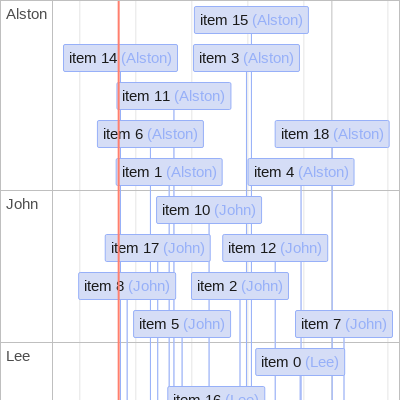 Alston
item 15 (Alston)
item 14 (Alston)
item 3 (Alston)
item 11 (Alston)
item 6 (Alston)
item 18 (Alston)
item 1 (Alston)
item 4 (Alston)
John
item 10 (John)
item 17 (John)
item 12 (John)
item 8 (John)
item 2 (John)
item 5 (John)
item 7 (John)
Lee
item 0 (Lee)
item 16 (Lee)